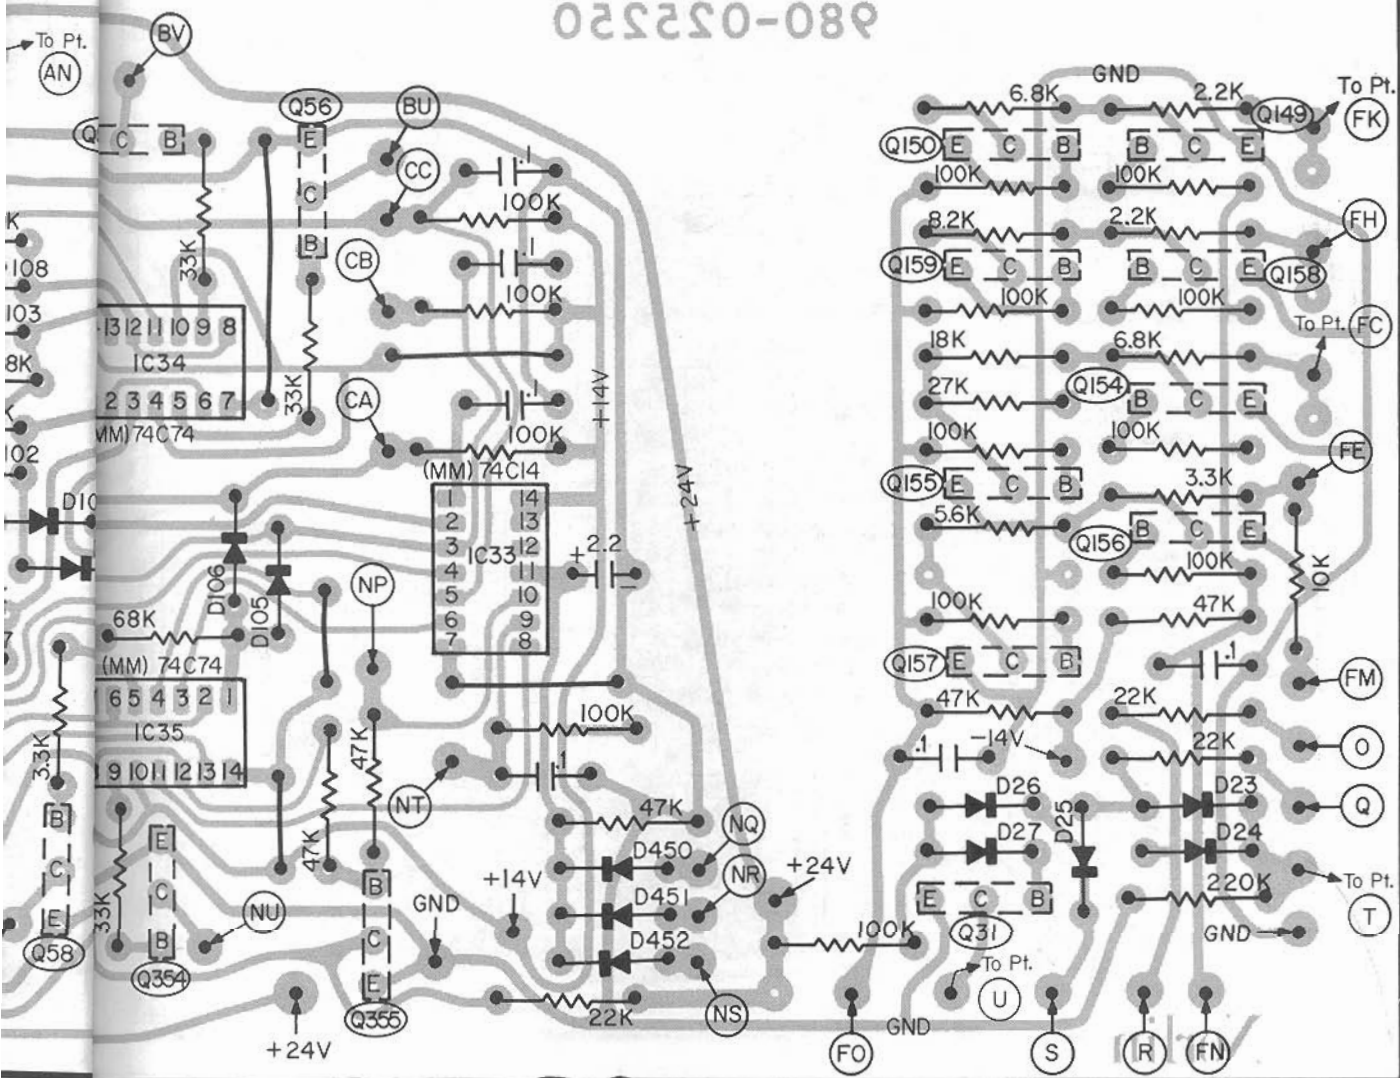 980-025250
To Pt.
AN
BV
Q56
BU
CC
C B
E
C
B
.1
100K
33K
CB
.1
100K
K
108
103
8K
K
102
13 12 11 10 9 8
IC34
2 3 4 5 6 7
(MM) 74C74
33K
CA
.1
100K
+14V
+24V
(MM) 74C14
1 14
2 13
3 12
4 11
5 10
6 9
7 8
IC33
+ 2.2 –
D106
D105
NP
68K
(MM) 74C74
6 5 4 3 2 1
IC35
9 10 11 12 13 14
3.3K
47K
47K
100K
.1
NT
47K
NQ
D450
NR
D451
D452
NS
+14V
GND
+24V
22K
B
C
E
Q58
33K
E
C
B
Q354
NU
B
C
E
Q355
+24V
GND
6.8K
2.2K
Q149
To Pt.
FK
Q150
E C B
B C E
100K
100K
8.2K
2.2K
FH
Q159
E C B
B C E
Q158
100K
100K
To Pt.
FC
18K
6.8K
27K
Q154
B C E
100K
100K
FE
Q155
E C B
3.3K
5.6K
Q156
B C E
100K
10K
100K
47K
Q157
E C B
.1
FM
47K
22K
.1
-14V
22K
O
D26
D25
D23
Q
D27
D24
E C B
220K
To Pt.
T
Q31
GND
100K
To Pt.
U
GND
FO
S
R
FN